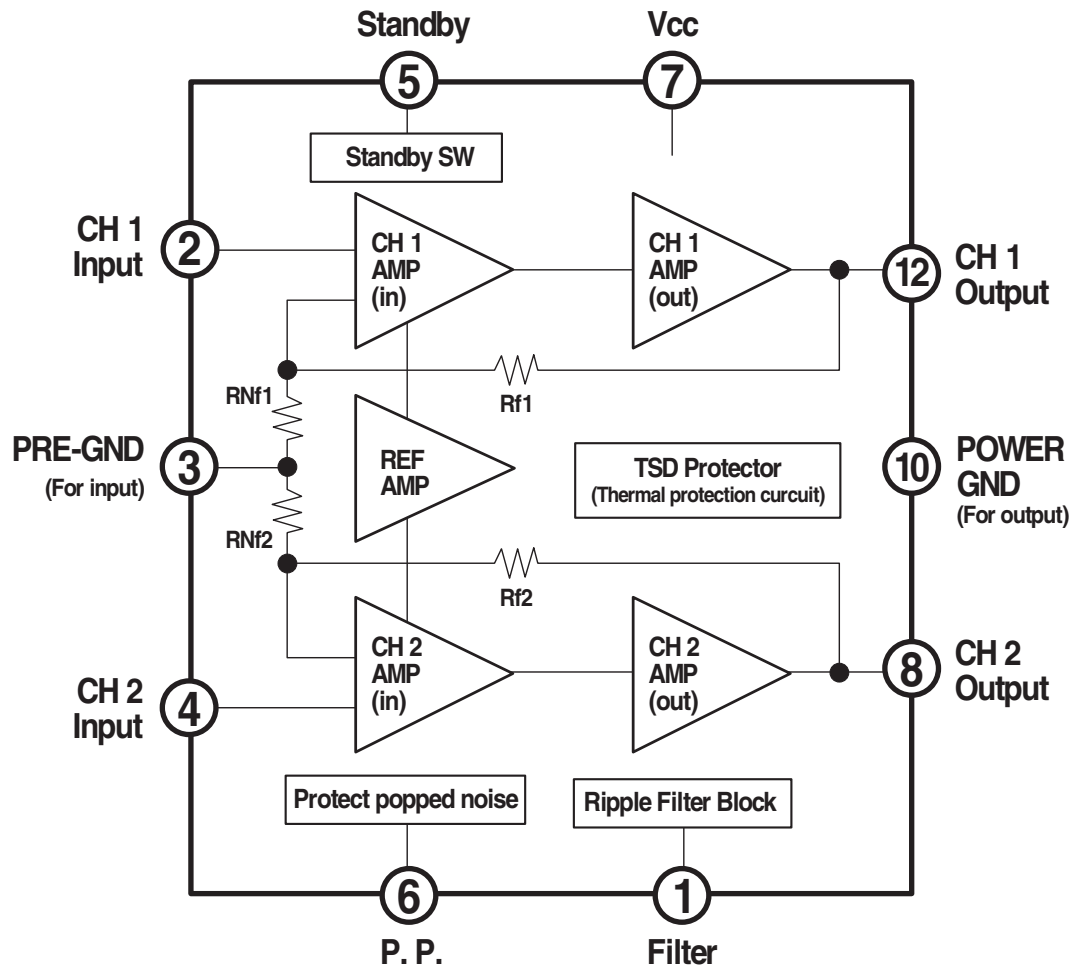 Standby
Vcc
5
7
Standby SW
CH 1
Input
2
CH 1
AMP
(in)
CH 1
AMP
(out)
12
CH 1
Output
RNf1
Rf1
PRE-GND
(For input)
3
REF
AMP
TSD Protector
(Thermal protection curcuit)
10
POWER
GND
(For output)
RNf2
Rf2
CH 2
Input
4
CH 2
AMP
(in)
CH 2
AMP
(out)
8
CH 2
Output
Protect popped noise
Ripple Filter Block
6
1
P. P.
Filter